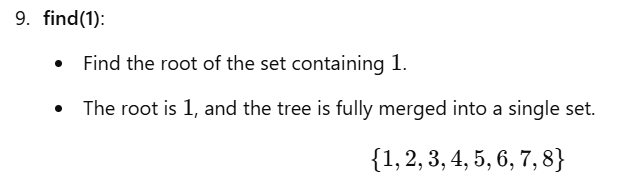 9. find(1):
• Find the root of the set containing 1.
• The root is 1, and the tree is fully merged into a single set.
{1, 2, 3, 4, 5, 6, 7, 8}